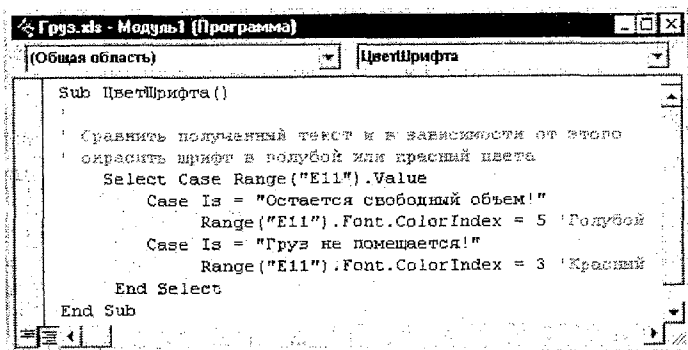 Груз.xls - Модуль1 (Программа)
(Общая область) ЦветШрифта
Sub ЦветШрифта()
'
' Сравнить полученный текст и в зависимости от этого
' окрасить шрифт в голубой или красный цвета
Select Case Range("E11").Value
Case Is = "Остается свободный объем!"
Range("E11").Font.ColorIndex = 5 'Голубой
Case Is = "Груз не помещается!"
Range("E11").Font.ColorIndex = 3 'Красный
End Select
End Sub